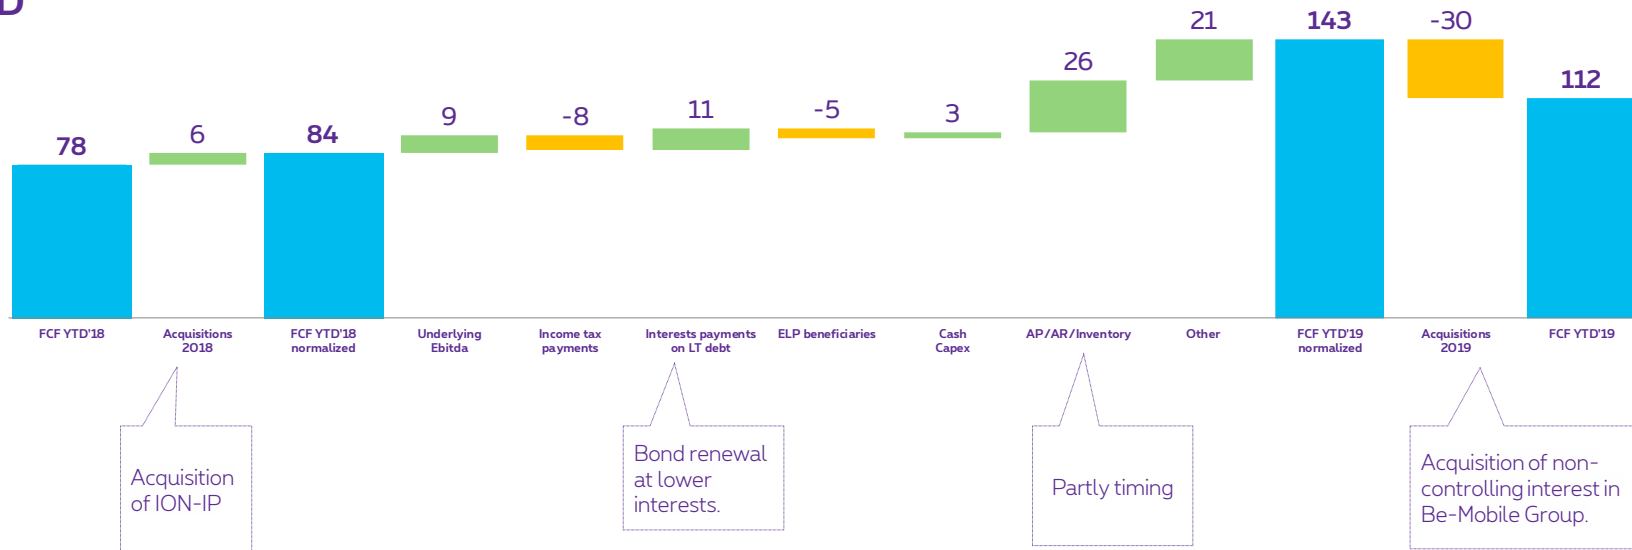 D
78
6
84
9
-8
11
-5
3
26
21
143
-30
112
FCF YTD'18
Acquisitions
2018
FCF YTD'18
normalized
Underlying
Ebitda
Income tax
payments
Interests payments
on LT debt
ELP beneficiaries
Cash
Capex
AP/AR/Inventory
Other
FCF YTD'19
normalized
Acquisitions
2019
FCF YTD'19
Acquisition
of ION-IP
Bond renewal
at lower
interests.
Partly timing
Acquisition of non-
controlling interest in
Be-Mobile Group.